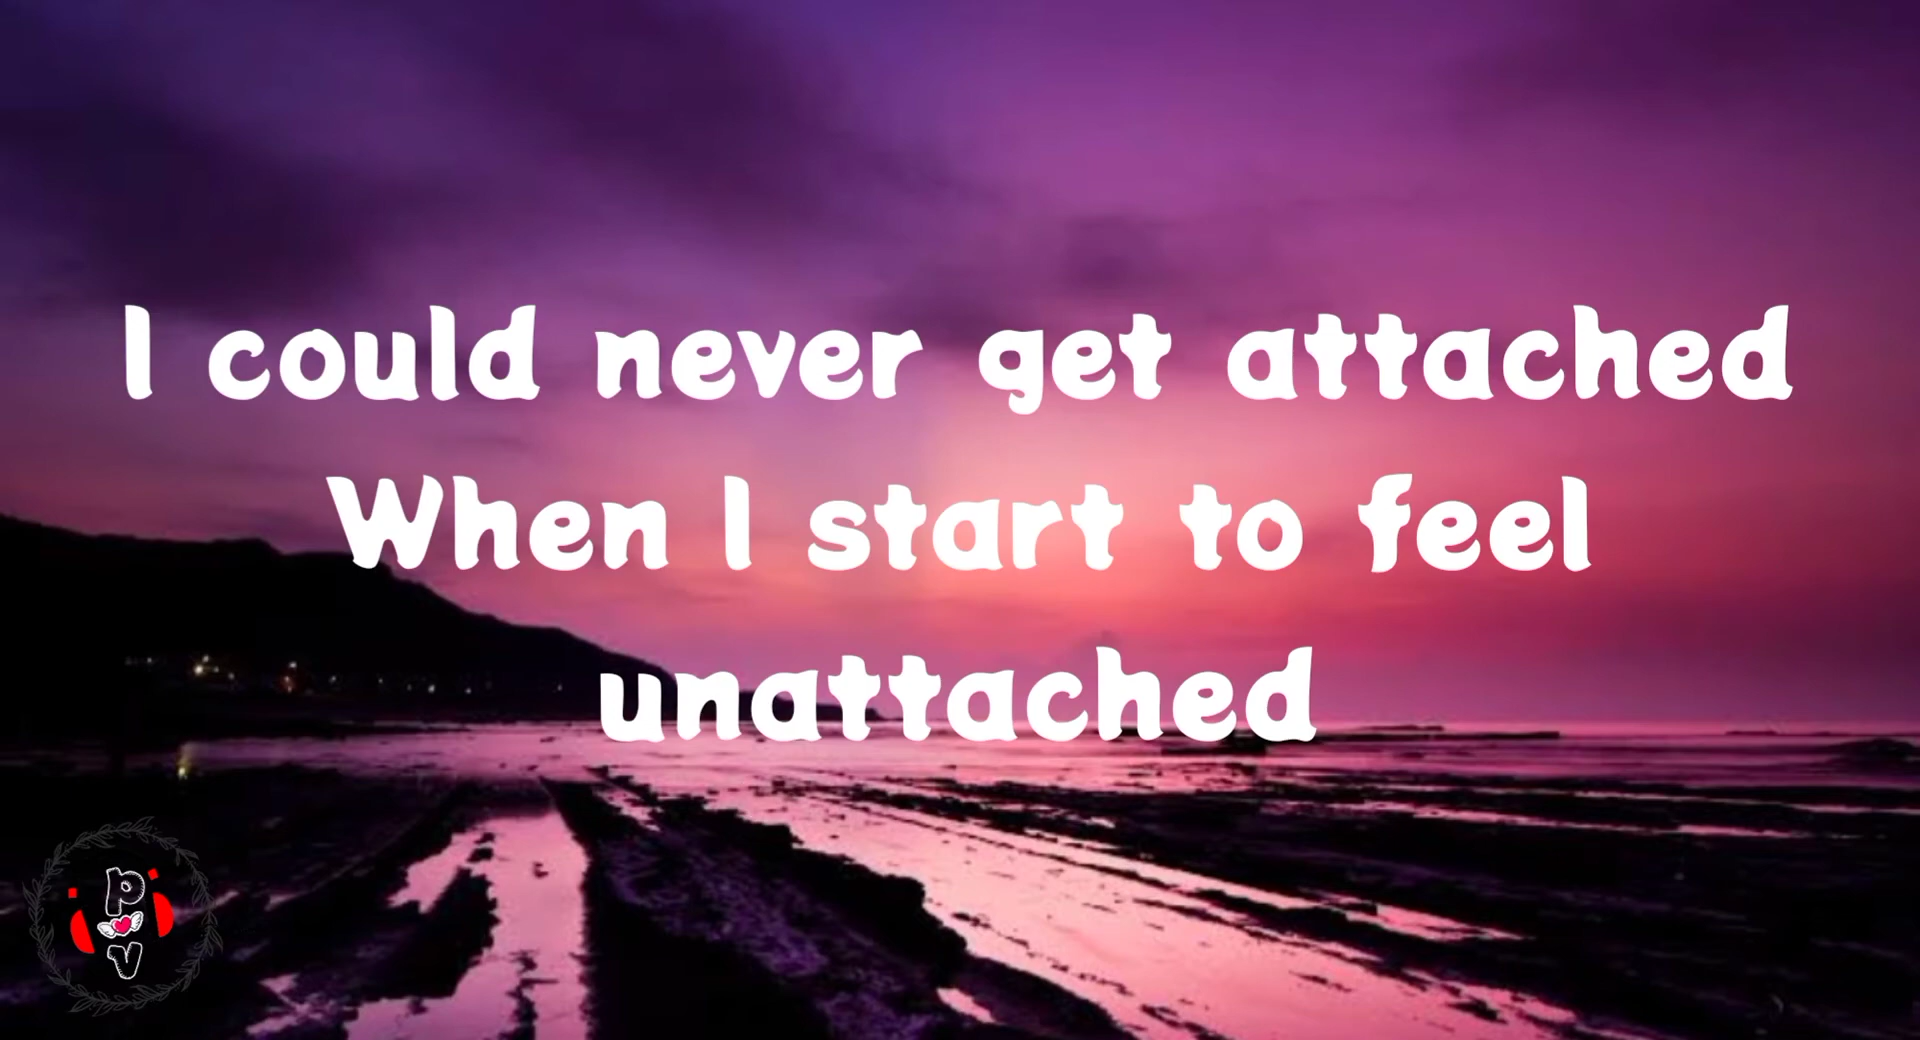 I could never get attached
When I start to feel
unattached
p
v